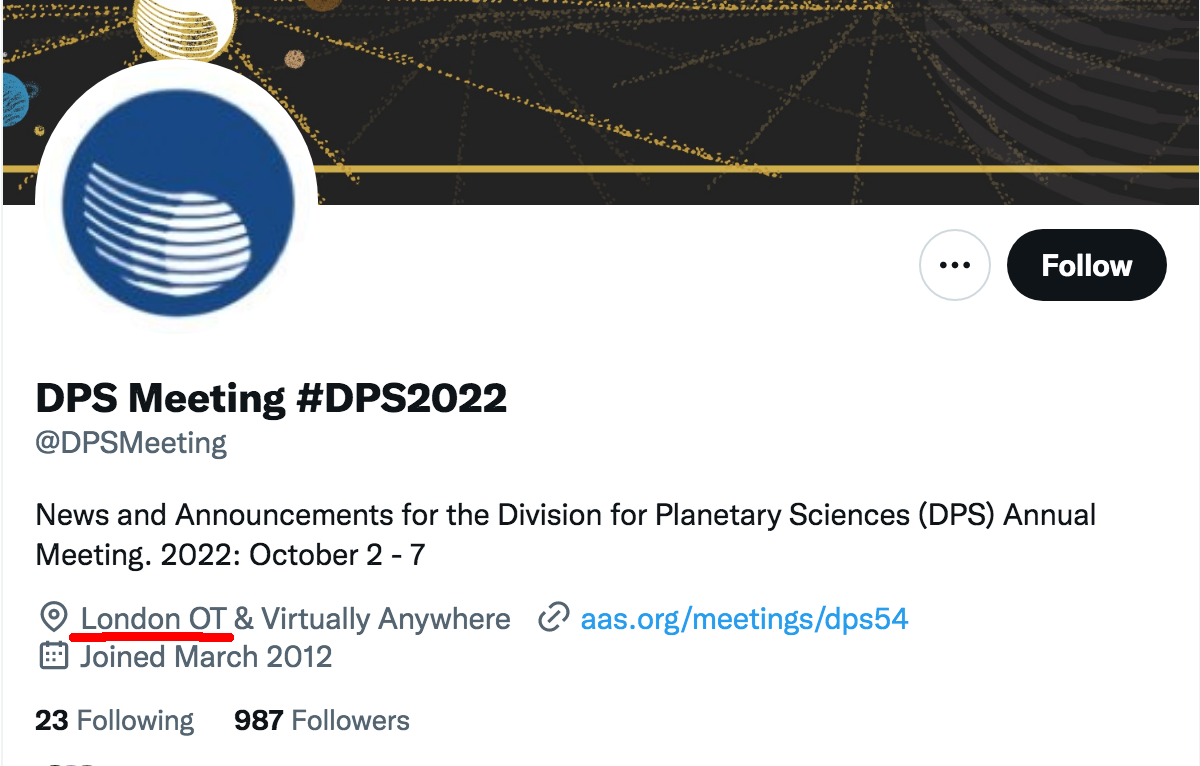 Follow
DPS Meeting #DPS2022
@DPSMeeting
News and Announcements for the Division for Planetary Sciences (DPS) Annual
Meeting. 2022: October 2 - 7
London OT & Virtually Anywhere aas.org/meetings/dps54
Joined March 2012
23 Following 987 Followers